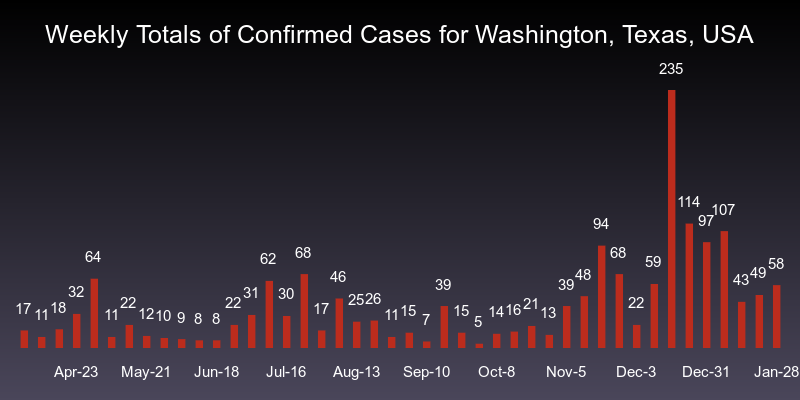 Weekly Totals of Confirmed Cases for Washington, Texas, USA
17 11 18 32 64 11 22 12 10 9 8 8 22 31 62 30 68 17 46 25 26 11 15 7 39 15 5 14 16 21 13 39 48 94 68 22 59 235 114 97 107 43 49 58
Apr-23 May-21 Jun-18 Jul-16 Aug-13 Sep-10 Oct-8 Nov-5 Dec-3 Dec-31 Jan-28